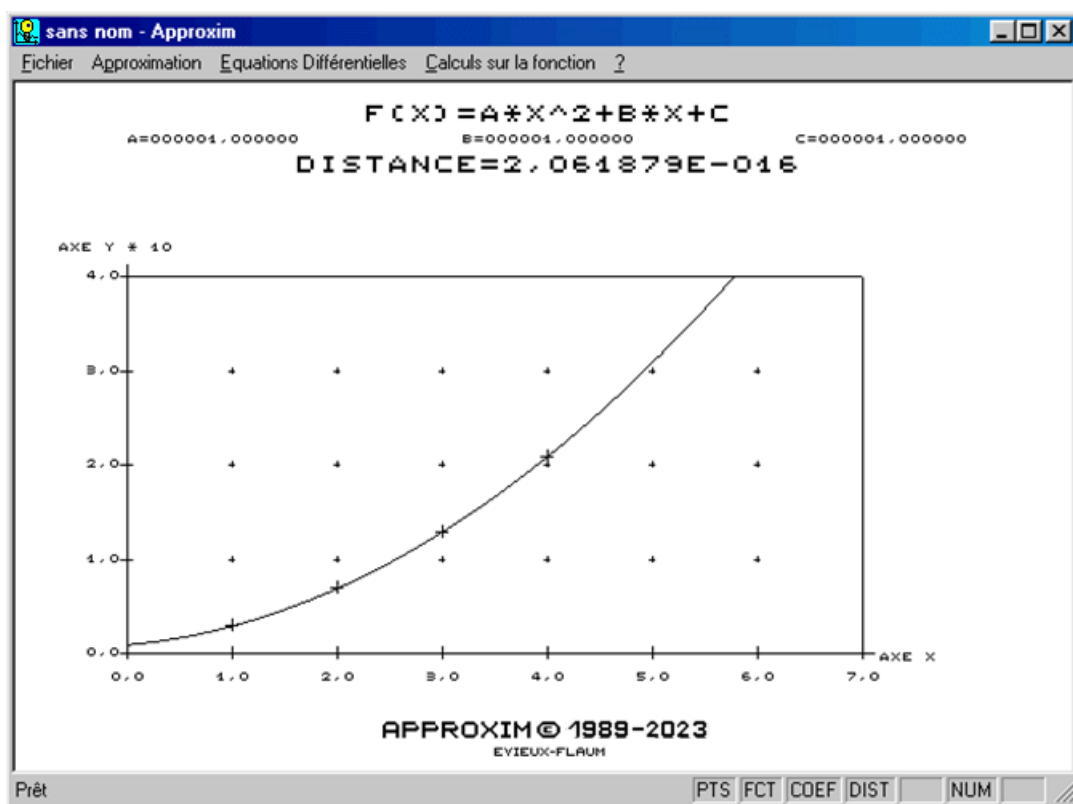 sans nom - Approxim
Fichier Approximation Equations Différentielles Calculs sur la fonction ?
F(X)=A*X^2+B*X+C
A=000001,000000 B=000001,000000 C=000001,000000
DISTANCE=2,061879E-016
AXE Y * 10
4,0
3,0
2,0
1,0
0,0
AXE X
0,0 1,0 2,0 3,0 4,0 5,0 6,0 7,0
APPROXIM© 1989-2023
EVIEUX-FLAUM
Prêt PTS FCT COEF DIST NUM